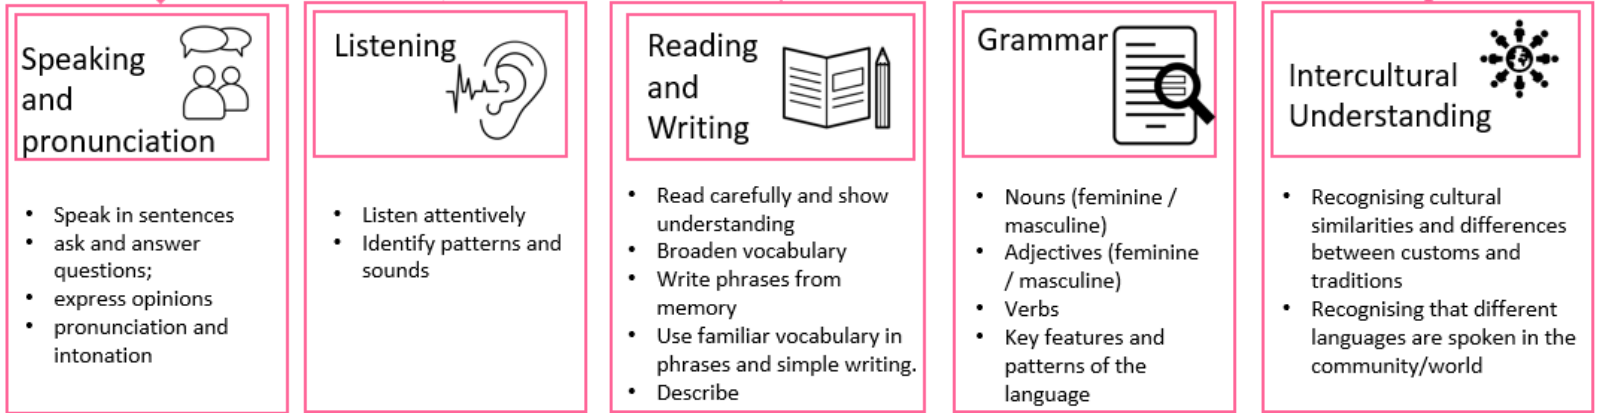 Speaking
and
pronunciation
• Speak in sentences
• ask and answer
questions;
• express opinions
• pronunciation and
intonation
Listening
• Listen attentively
• Identify patterns and
sounds
Reading
and
Writing
• Read carefully and show
understanding
• Broaden vocabulary
• Write phrases from
memory
• Use familiar vocabulary in
phrases and simple writing.
• Describe
Grammar
• Nouns (feminine /
masculine)
• Adjectives (feminine
/ masculine)
• Verbs
• Key features and
patterns of the
language
Intercultural
Understanding
• Recognising cultural
similarities and differences
between customs and
traditions
• Recognising that different
languages are spoken in the
community/world